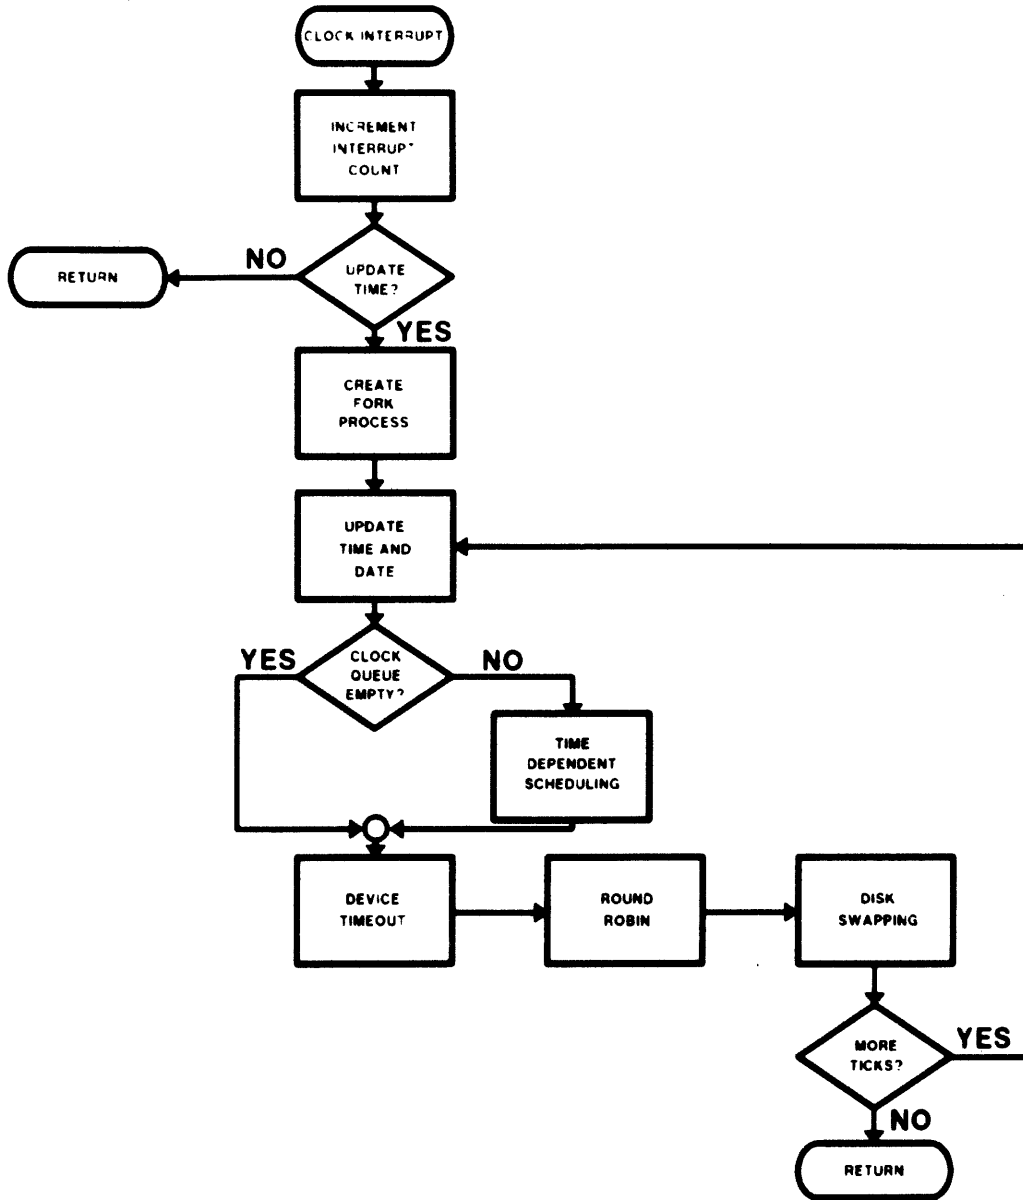 CLOCK INTERRUPT
INCREMENT
INTERRUPT
COUNT
NO
RETURN
UPDATE
TIME?
YES
CREATE
FORK
PROCESS
UPDATE
TIME AND
DATE
YES
CLOCK
QUEUE
EMPTY?
NO
TIME
DEPENDENT
SCHEDULING
DEVICE
TIMEOUT
ROUND
ROBIN
DISK
SWAPPING
MORE
TICKS?
YES
NO
RETURN